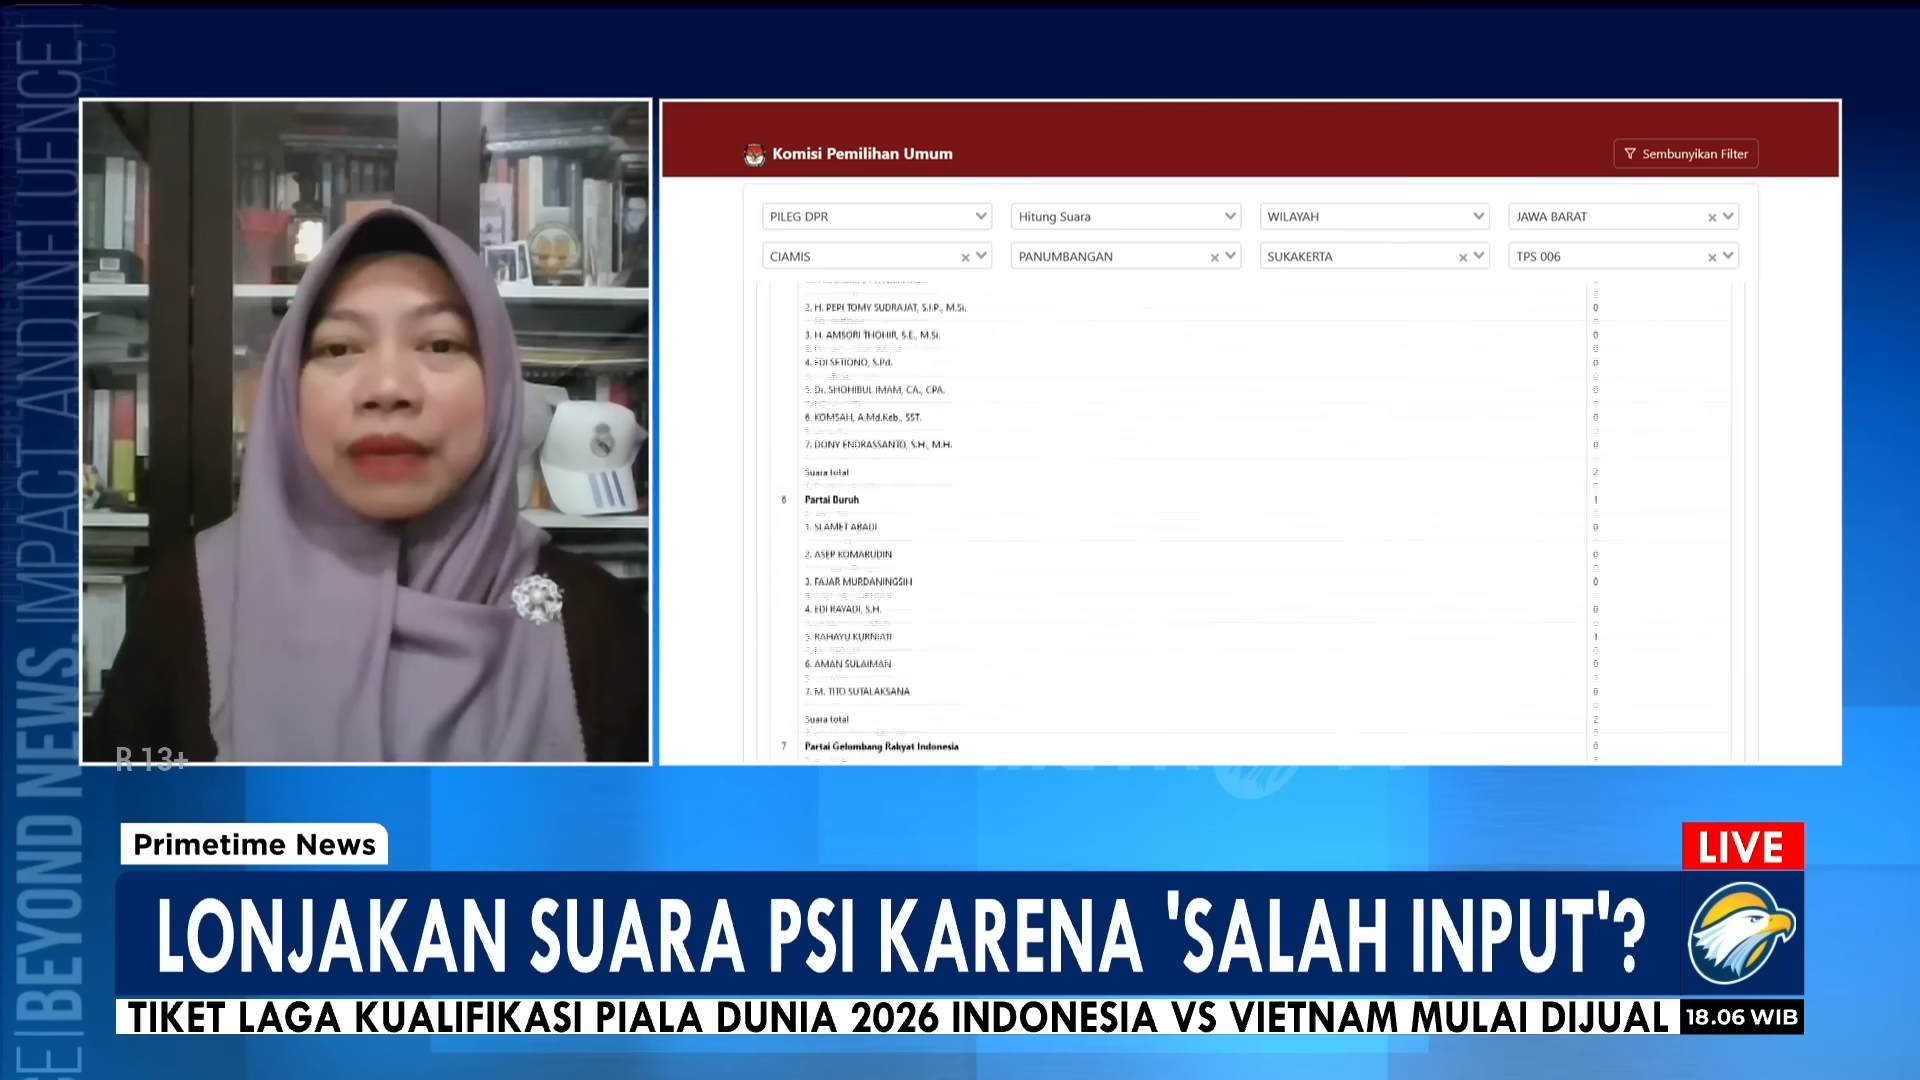 BEYOND NEWS. IMPACT AND INFLUENCE
Komisi Pemilihan Umum
Sembunyikan Filter
PILEG DPR
Hitung Suara
WILAYAH
JAWA BARAT
CIAMIS
PANUMBANGAN
SUKAKERTA
TPS 006
2. H. PEPI TOMY SUDRAJAT, S.I.P., M.Si. 0
3. H. AMSORI THOHIR, S.E., M.Si. 0
4. EDI SETIONO, S.Pd. 0
5. Dr. SHOHIBUL IMAM, CA., CPA. 0
6. KOMSAH, A.Md.Keb., SST. 0
7. DONY ENDRASSANTO, S.H., M.H. 0
Suara total 2
6 Partai Buruh 1
1. SLAMET ABADI 0
2. ASEP KOMARUDIN 0
3. FAJAR MURDANINGSIH 0
4. EDI RAYADI, S.H. 0
5. RAHAYU KURNIATI 1
6. AMAN SULAIMAN 0
7. M. TITO SUTALAKSANA 0
Suara total 2
7 Partai Gelombang Rakyat Indonesia 0
R 13+
Primetime News
LIVE
LONJAKAN SUARA PSI KARENA 'SALAH INPUT'?
TIKET LAGA KUALIFIKASI PIALA DUNIA 2026 INDONESIA VS VIETNAM MULAI DIJUAL
18.06 WIB